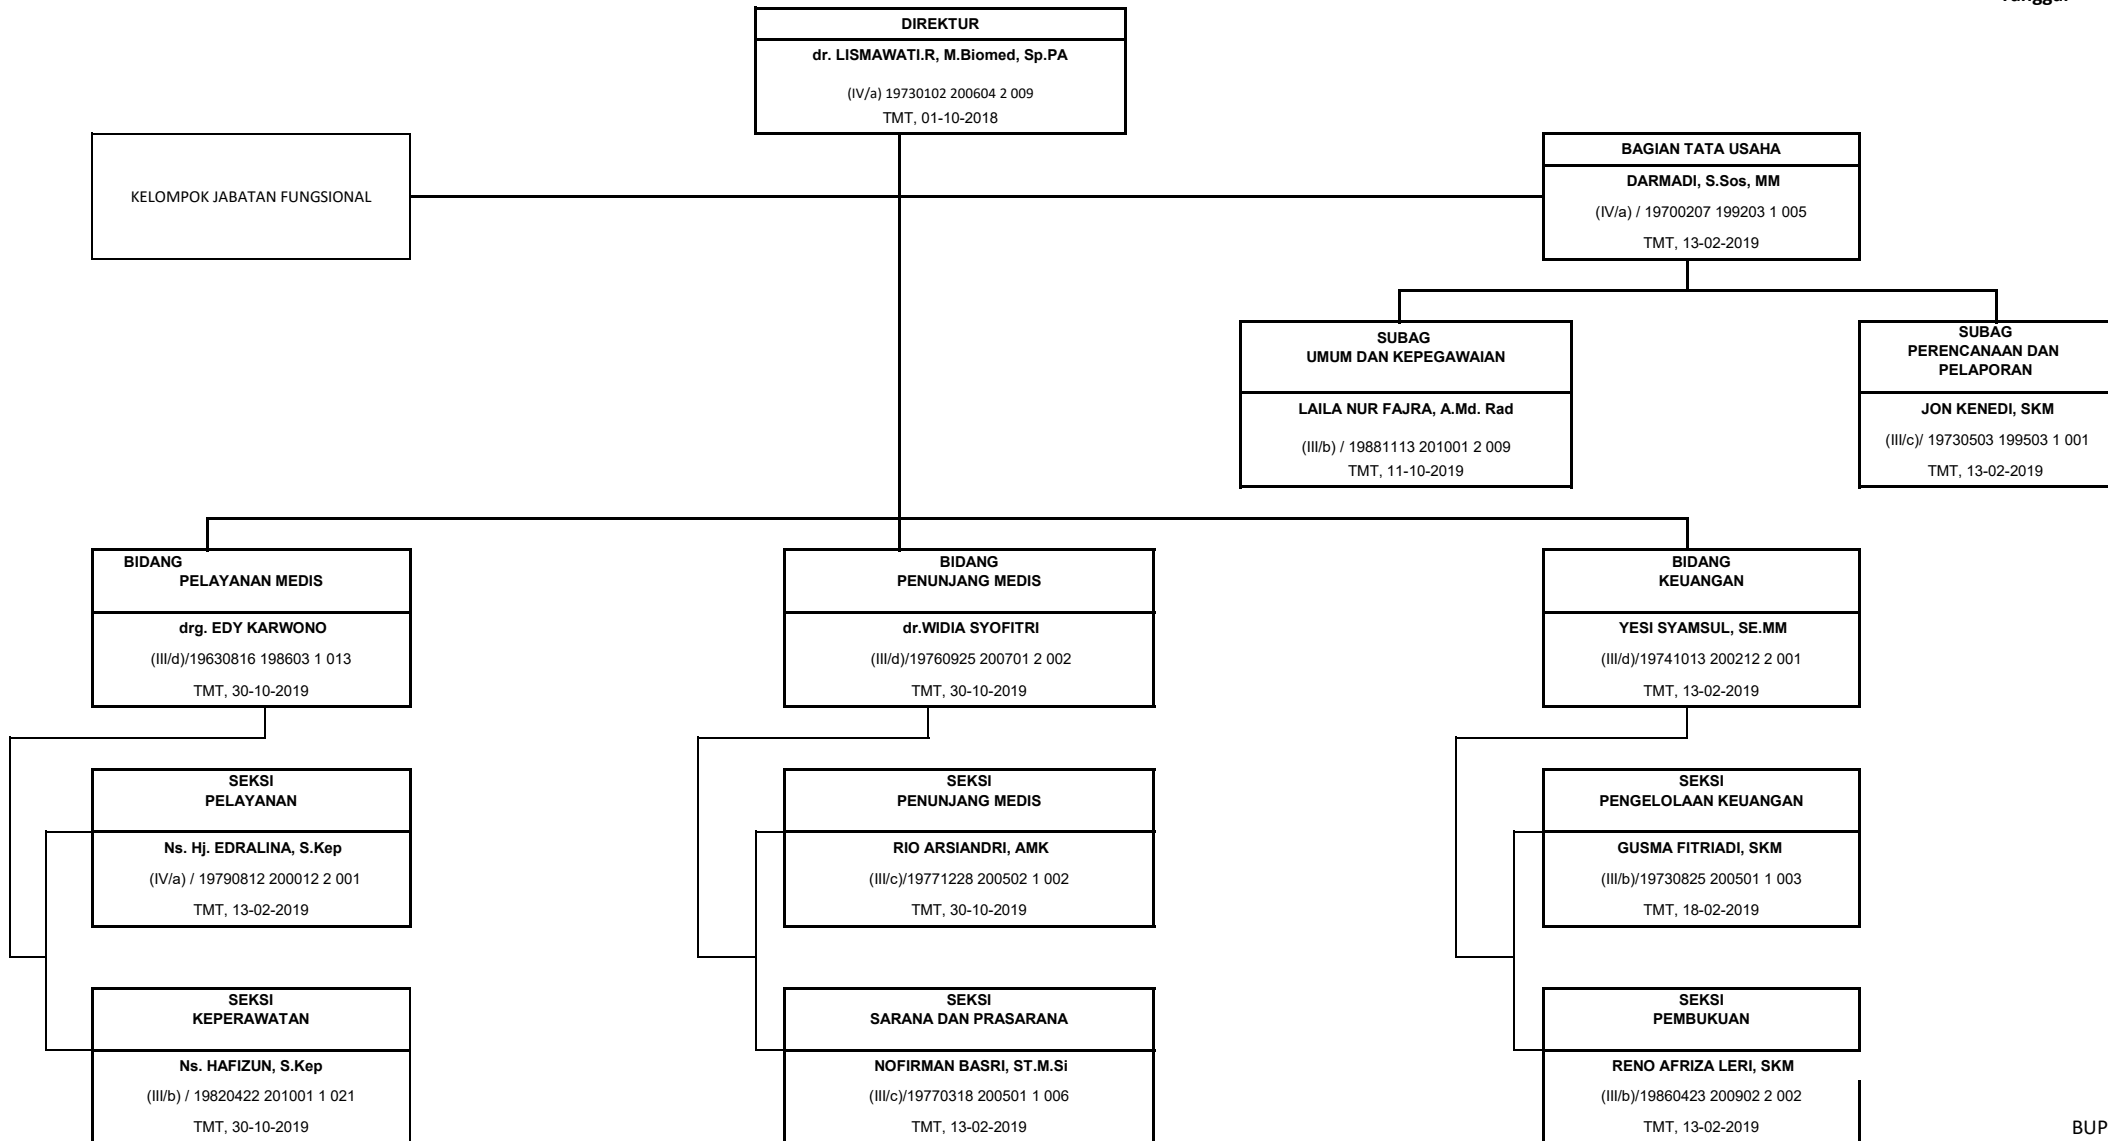 Tanggal
DIREKTUR
dr. LISMAWATI.R, M.Biomed, Sp.PA
(IV/a) 19730102 200604 2 009
TMT, 01-10-2018
KELOMPOK JABATAN FUNGSIONAL
BAGIAN TATA USAHA
DARMADI, S.Sos, MM
(IV/a) / 19700207 199203 1 005
TMT, 13-02-2019
SUBAG
UMUM DAN KEPEGAWAIAN
LAILA NUR FAJRA, A.Md. Rad
(III/b) / 19881113 201001 2 009
TMT, 11-10-2019
SUBAG
PERENCANAAN DAN
PELAPORAN
JON KENEDI, SKM
(III/c)/ 19730503 199503 1 001
TMT, 13-02-2019
BIDANG
PELAYANAN MEDIS
drg. EDY KARWONO
(III/d)/19630816 198603 1 013
TMT, 30-10-2019
BIDANG
PENUNJANG MEDIS
dr.WIDIA SYOFITRI
(III/d)/19760925 200701 2 002
TMT, 30-10-2019
BIDANG
KEUANGAN
YESI SYAMSUL, SE.MM
(III/d)/19741013 200212 2 001
TMT, 13-02-2019
SEKSI
PELAYANAN
Ns. Hj. EDRALINA, S.Kep
(IV/a) / 19790812 200012 2 001
TMT, 13-02-2019
SEKSI
PENUNJANG MEDIS
RIO ARSIANDRI, AMK
(III/c)/19771228 200502 1 002
TMT, 30-10-2019
SEKSI
PENGELOLAAN KEUANGAN
GUSMA FITRIADI, SKM
(III/b)/19730825 200501 1 003
TMT, 18-02-2019
SEKSI
KEPERAWATAN
Ns. HAFIZUN, S.Kep
(III/b) / 19820422 201001 1 021
TMT, 30-10-2019
SEKSI
SARANA DAN PRASARANA
NOFIRMAN BASRI, ST.M.Si
(III/c)/19770318 200501 1 006
TMT, 13-02-2019
SEKSI
PEMBUKUAN
RENO AFRIZA LERI, SKM
(III/b)/19860423 200902 2 002
TMT, 13-02-2019
BUP